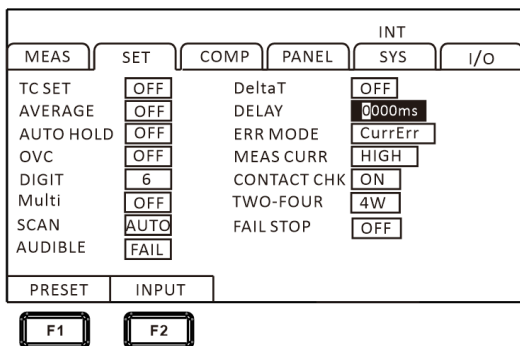 INT
MEAS SET COMP PANEL SYS I/O
TC SET OFF DeltaT OFF
AVERAGE OFF DELAY 0000ms
AUTO HOLD OFF ERR MODE CurrErr
OVC OFF MEAS CURR HIGH
DIGIT 6 CONTACT CHK ON
Multi OFF TWO-FOUR 4W
SCAN AUTO FAIL STOP OFF
AUDIBLE FAIL
PRESET INPUT
F1 F2